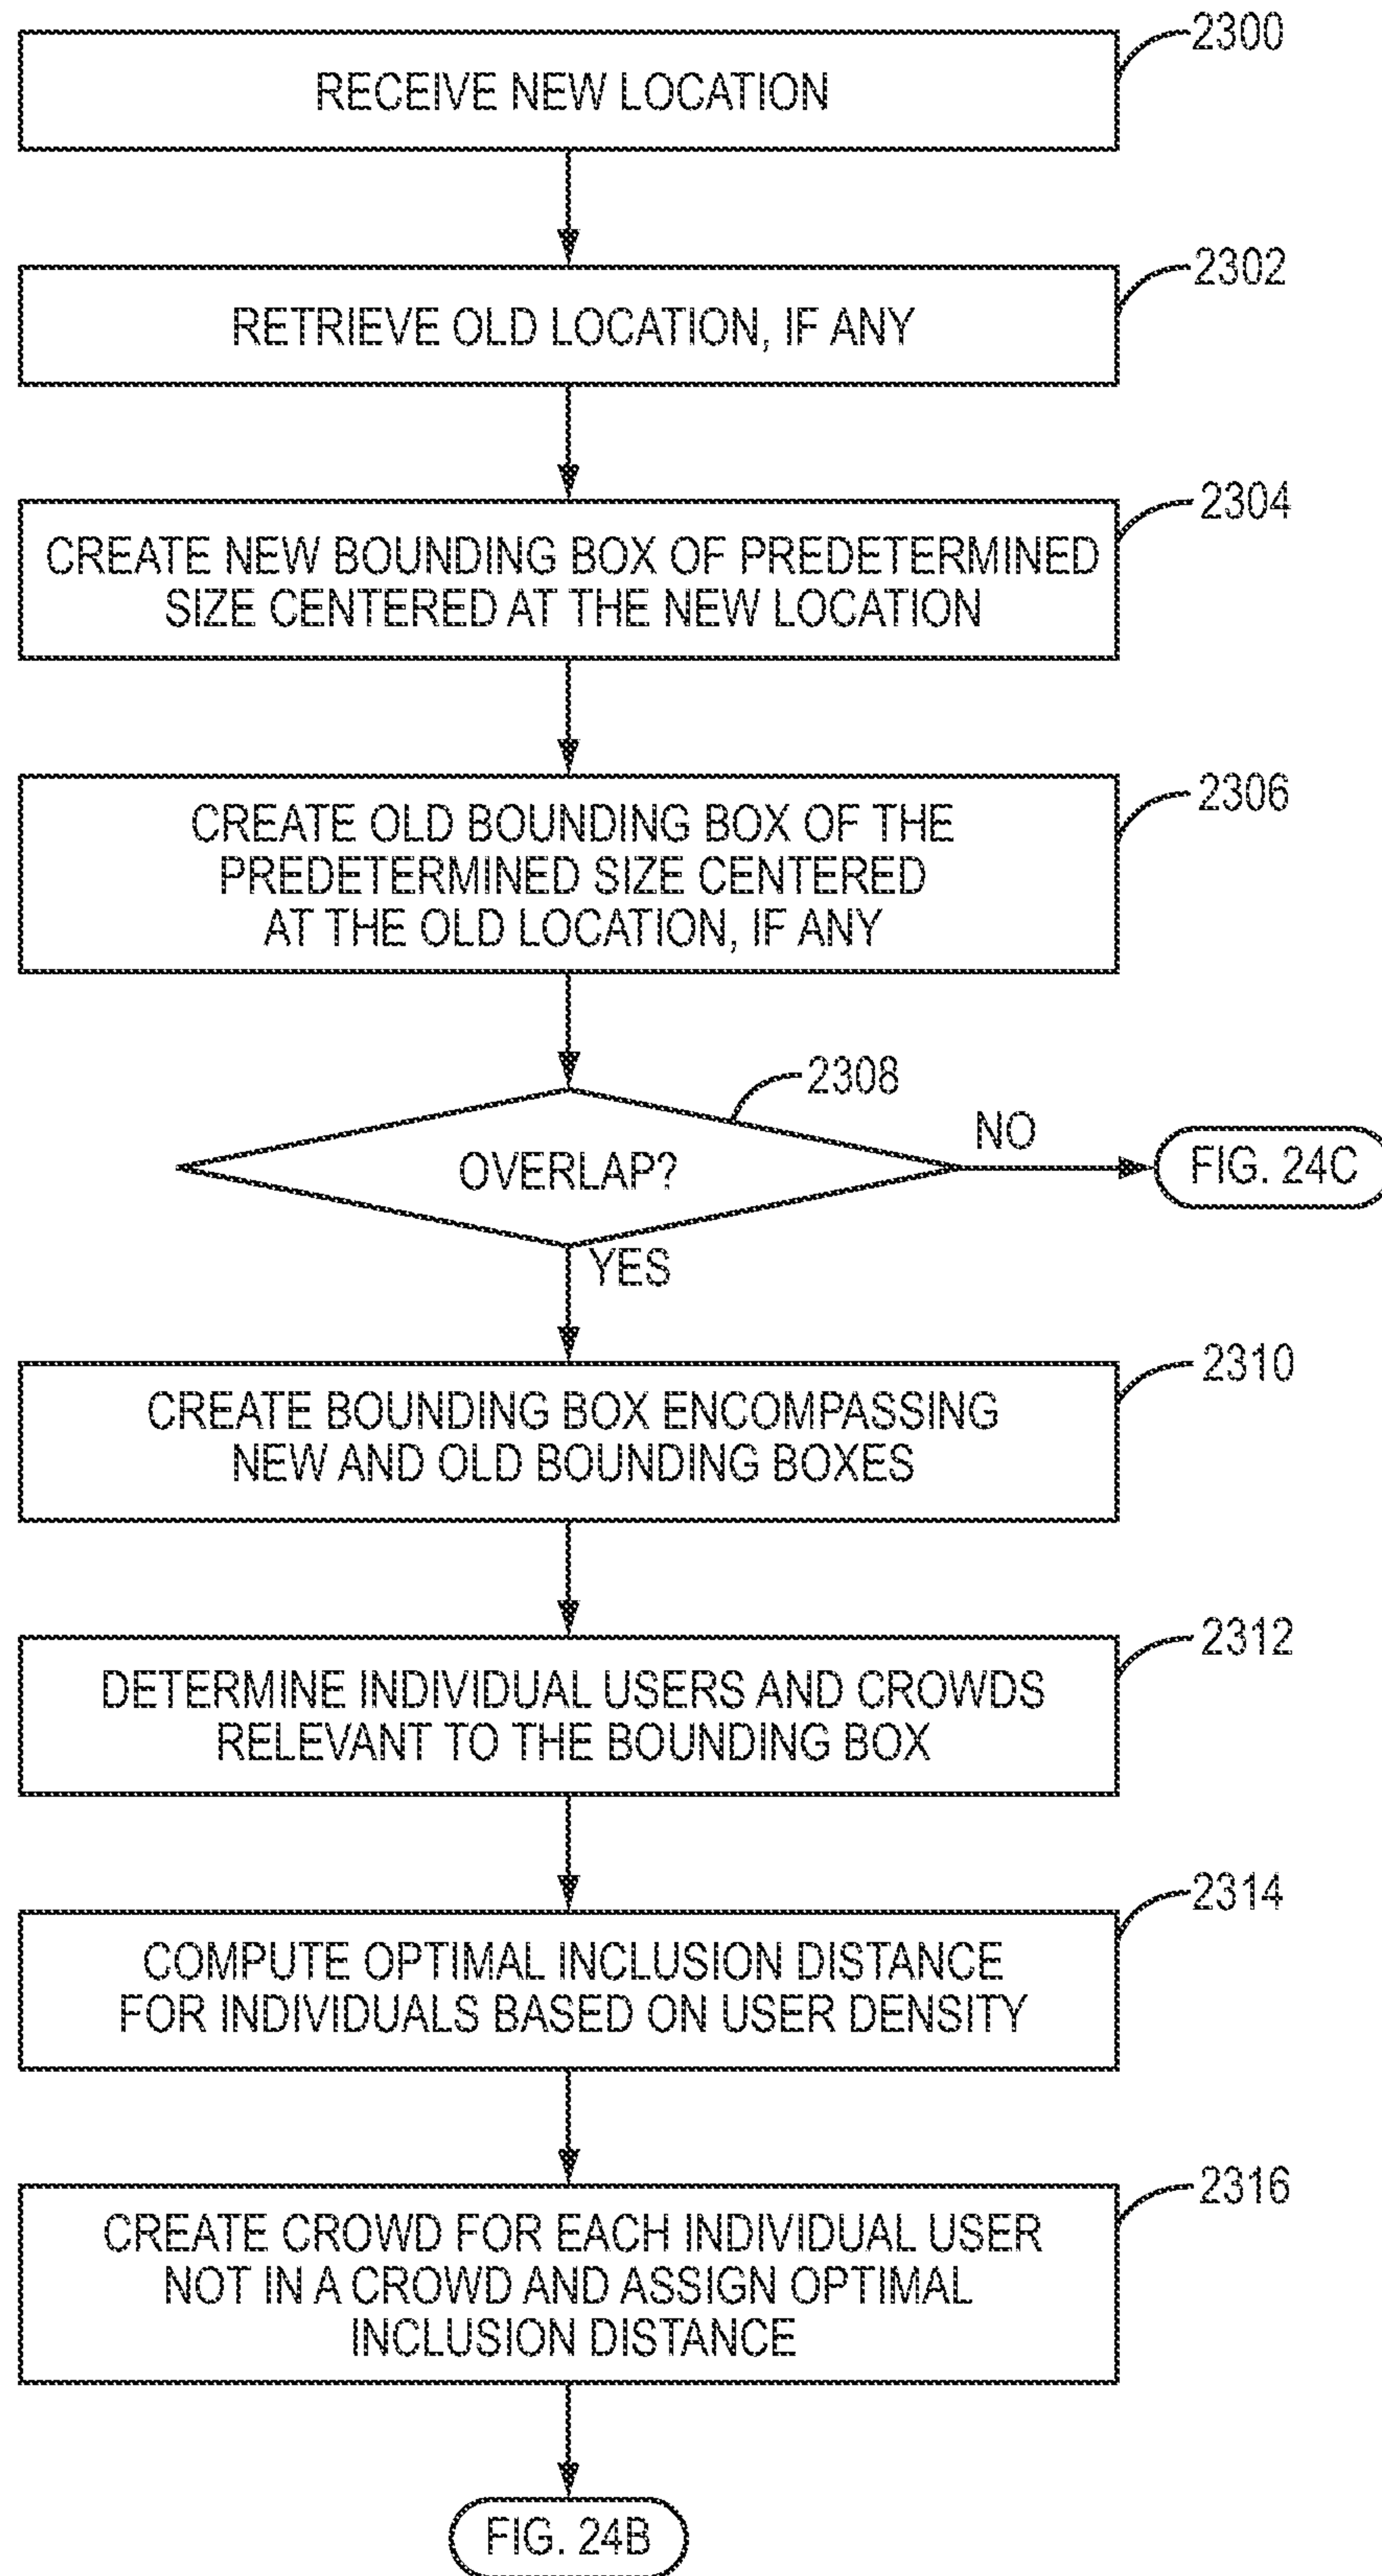 2300
RECEIVE NEW LOCATION
2302
RETRIEVE OLD LOCATION, IF ANY
2304
CREATE NEW BOUNDING BOX OF PREDETERMINED
SIZE CENTERED AT THE NEW LOCATION
2306
CREATE OLD BOUNDING BOX OF THE
PREDETERMINED SIZE CENTERED
AT THE OLD LOCATION, IF ANY
2308
OVERLAP?
NO
FIG. 24C
YES
2310
CREATE BOUNDING BOX ENCOMPASSING
NEW AND OLD BOUNDING BOXES
2312
DETERMINE INDIVIDUAL USERS AND CROWDS
RELEVANT TO THE BOUNDING BOX
2314
COMPUTE OPTIMAL INCLUSION DISTANCE
FOR INDIVIDUALS BASED ON USER DENSITY
2316
CREATE CROWD FOR EACH INDIVIDUAL USER
NOT IN A CROWD AND ASSIGN OPTIMAL
INCLUSION DISTANCE
FIG. 24B